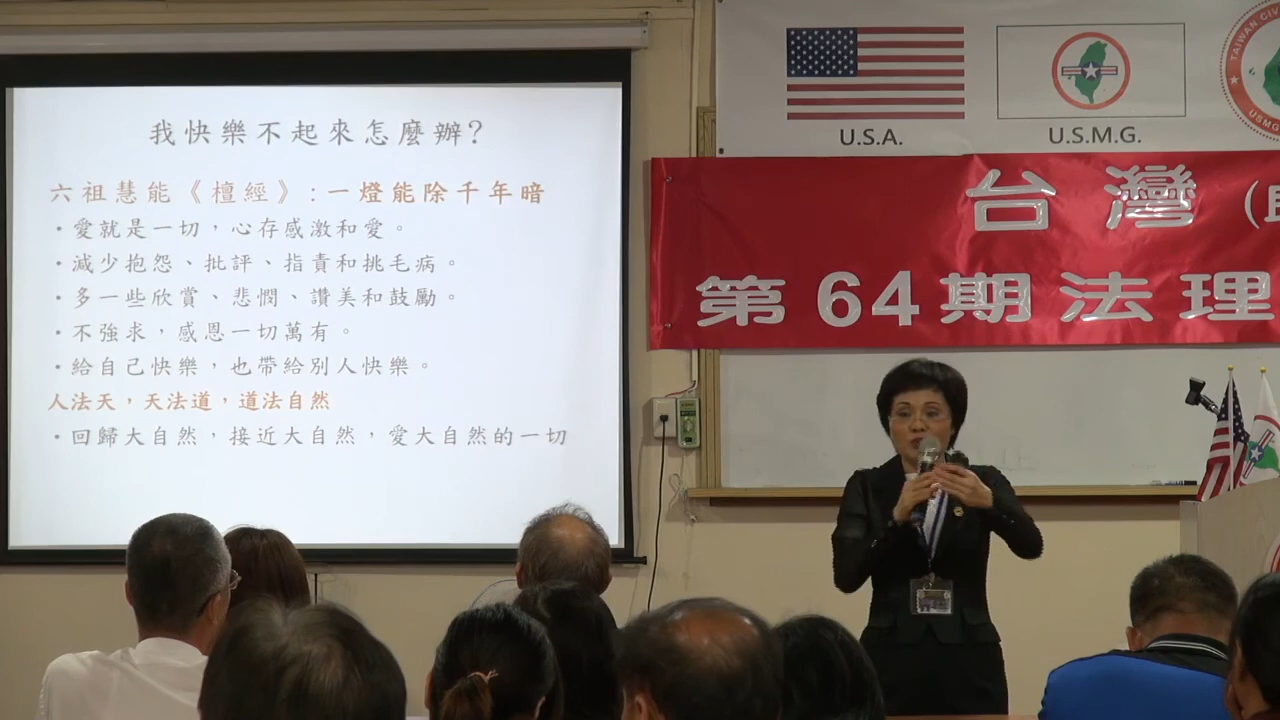 我快樂不起來怎麼辦?
六祖慧能《檀經》:一燈能除千年暗
・愛就是一切，心存感激和愛。
・減少抱怨、批評、指責和挑毛病。
・多一些欣賞、悲憫、讚美和鼓勵。
・不強求，感恩一切萬有。
・給自己快樂，也帶給別人快樂。
人法天，天法道，道法自然
・回歸大自然，接近大自然，愛大自然的一切
U.S.A.
U.S.M.G.
TAIWAN CIV
USMG
台灣(
第64期法理